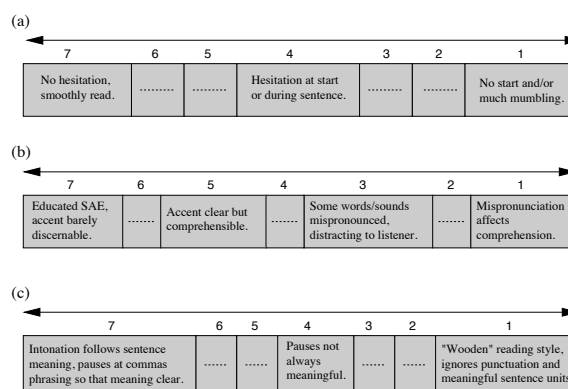 (a)
7 6 5 4 3 2 1
No hesitation, smoothly read. ......... ......... Hesitation at start or during sentence. ......... ......... No start and/or much mumbling.
(b)
7 6 5 4 3 2 1
Educated SAE, accent barely discernable. ....... Accent clear but comprehensible. ....... Some words/sounds mispronounced, distracting to listener. ....... Mispronunciation affects comprehension.
(c)
7 6 5 4 3 2 1
Intonation follows sentence meaning, pauses at commas phrasing so that meaning clear. ....... ....... Pauses not always meaningful. ....... ....... "Wooden" reading style, ignores punctuation and meaningful sentence units.